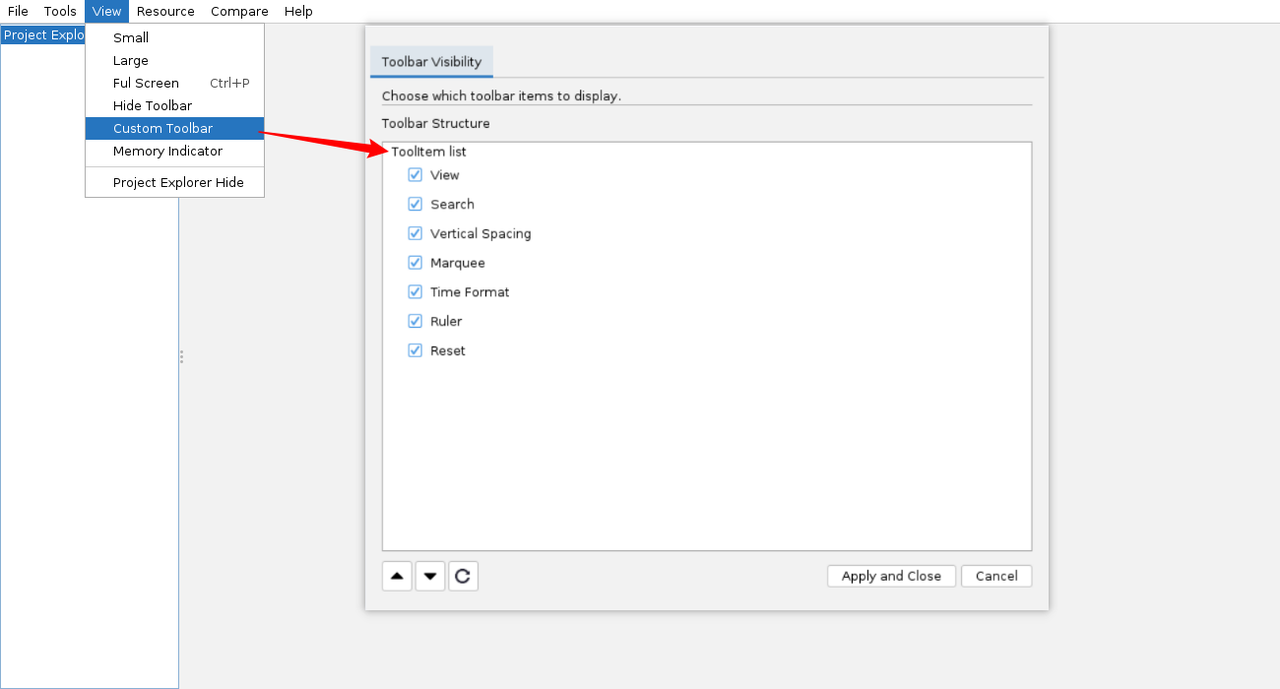 File Tools View Resource Compare Help
Project Explo
Small
Large
Ful Screen Ctrl+P
Hide Toolbar
Custom Toolbar
Memory Indicator
Project Explorer Hide
Toolbar Visibility
Choose which toolbar items to display.
Toolbar Structure
ToolItem list
View
Search
Vertical Spacing
Marquee
Time Format
Ruler
Reset
Apply and Close Cancel